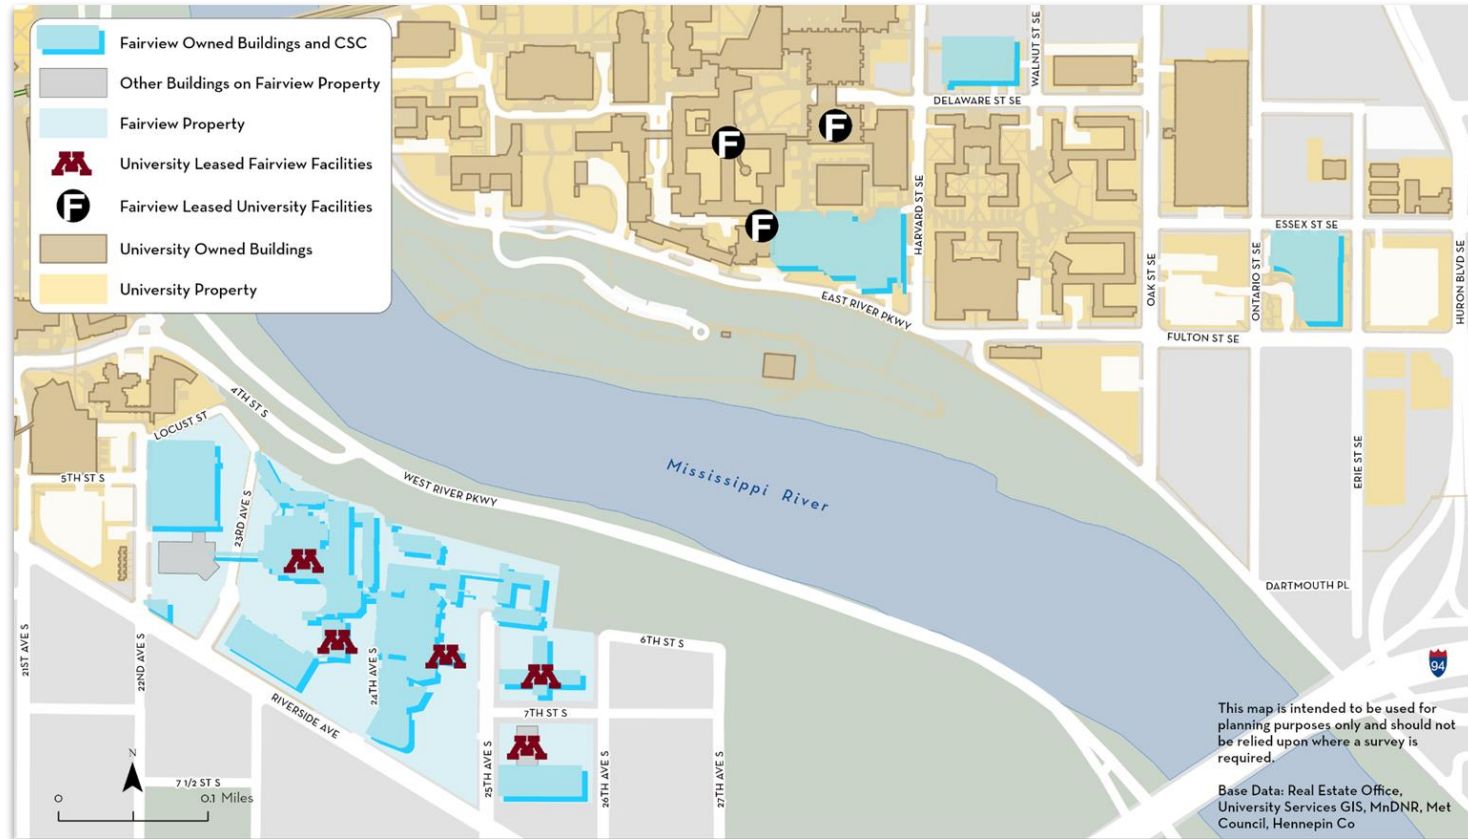 Fairview Owned Buildings and CSC
Other Buildings on Fairview Property
Fairview Property
M
University Leased Fairview Facilities
F
Fairview Leased University Facilities
University Owned Buildings
University Property
WALNUT ST SE
DELAWARE ST SE
F
F
F
HARVARD ST SE
ESSEX ST SE
OAK ST SE
ONTARIO ST SE
HURON BLVD SE
EAST RIVER PKWY
FULTON ST SE
4TH ST S
LOCUST ST
5TH ST S
23RD AVE S
WEST RIVER PKWY
Mississippi River
ERIE ST SE
DARTMOUTH PL
M
M
M
M
M
21ST AVE S
22ND AVE S
24TH AVE S
6TH ST S
7TH ST S
RIVERSIDE AVE
25TH AVE S
26TH AVE S
27TH AVE S
94
N
7 1/2 ST S
0
0.1 Miles
This map is intended to be used for
planning purposes only and should not
be relied upon where a survey is
required.
Base Data: Real Estate Office,
University Services GIS, MnDNR, Met
Council, Hennepin Co